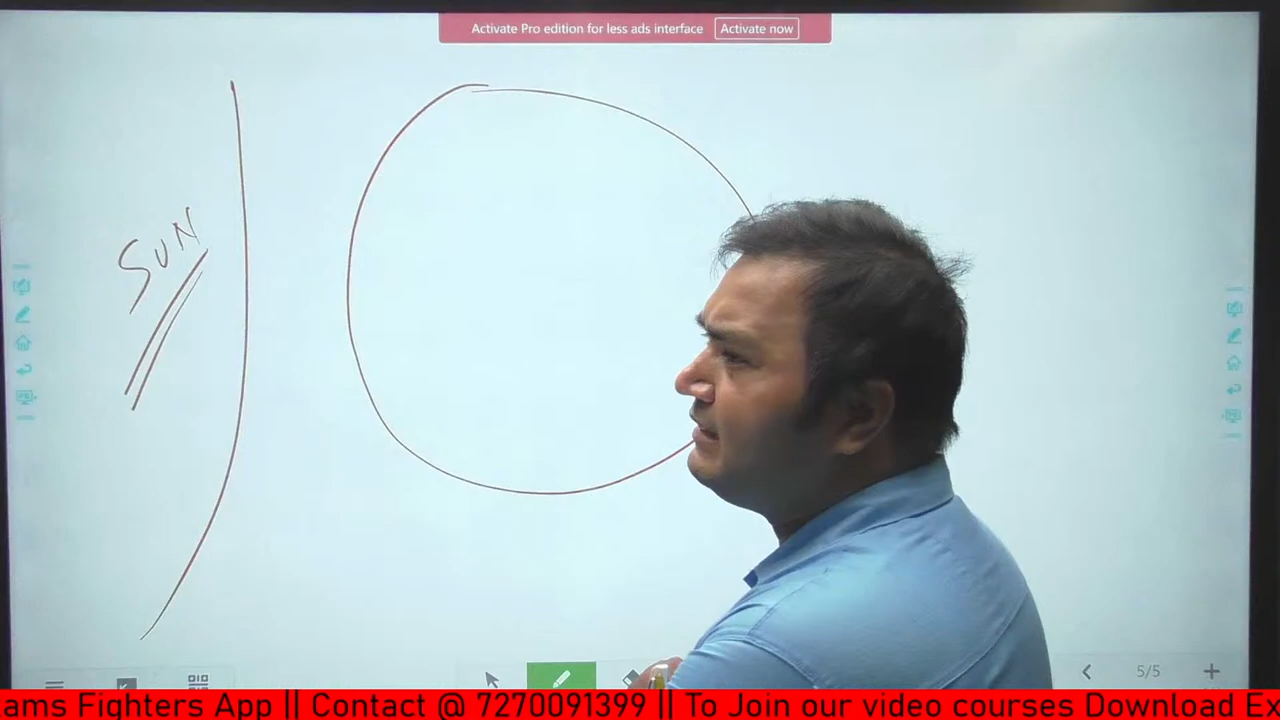 Activate Pro edition for less ads interface Activate now
SUN
5/5
ams Fighters App || Contact @ 7270091399 || To Join our video courses Download Ex